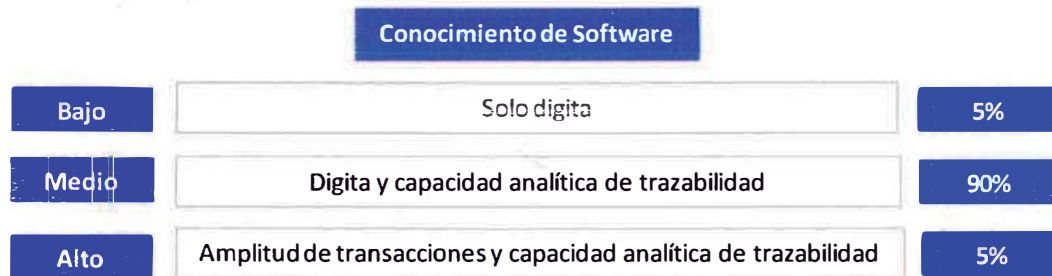 Conocimiento de Software
Bajo Solo digita 5%
Medio Digita y capacidad analítica de trazabilidad 90%
Alto Amplitud de transacciones y capacidad analítica de trazabilidad 5%